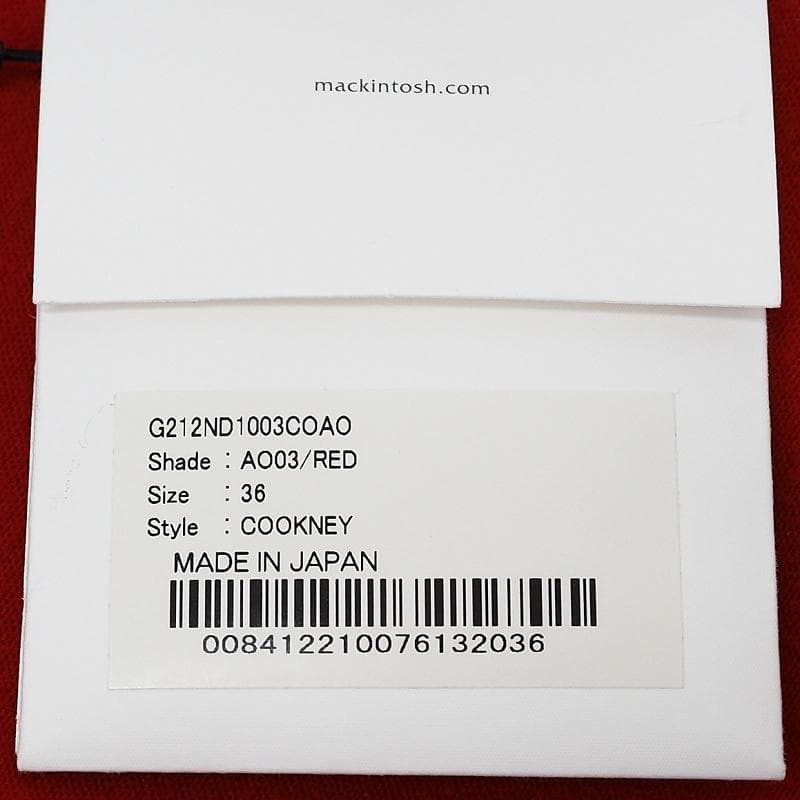 mackintosh.com
G212ND1003COAO
Shade : AO03/RED
Size : 36
Style : COOKNEY
MADE IN JAPAN
008412210076132036